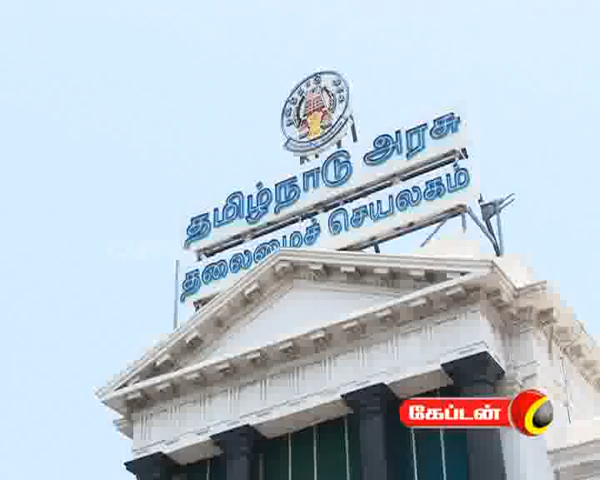 தமிழ்நாடு அரசு
தலைமைச் செயலகம்
கேப்டன்